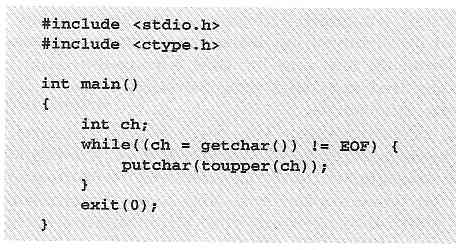 #include <stdio.h>
#include <ctype.h>
int main()
{
    int ch;
    while((ch = getchar()) != EOF) {
        putchar(toupper(ch));
    }
    exit(0);
}